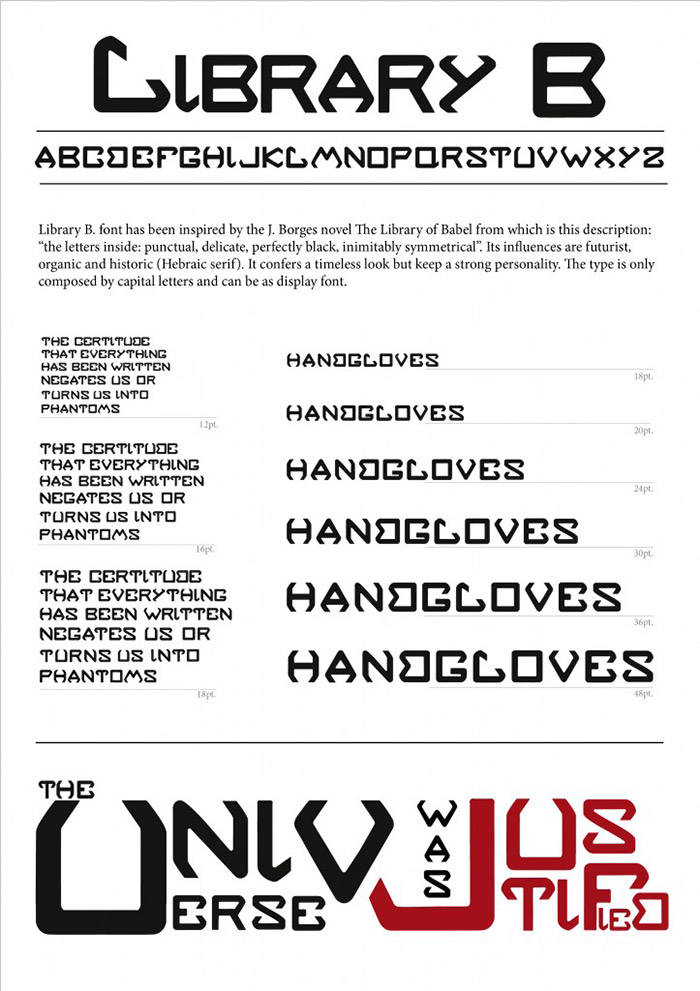 LIBRARY B
ABCDEFGHIJKLMNOPQRSTUVWXYZ
Library B. font has been inspired by the J. Borges novel The Library of Babel from which is this description:
“the letters inside: punctual, delicate, perfectly black, inimitably symmetrical”. Its influences are futurist,
organic and historic (Hebraic serif). It confers a timeless look but keep a strong personality. The type is only
composed by capital letters and can be as display font.
THE CERTITUDE
THAT EVERYTHING
HAS BEEN WRITTEN
NEGATES US OR
TURNS US INTO
PHANTOMS
12pt.
THE CERTITUDE
THAT EVERYTHING
HAS BEEN WRITTEN
NEGATES US OR
TURNS US INTO
PHANTOMS
16pt.
THE CERTITUDE
THAT EVERYTHING
HAS BEEN WRITTEN
NEGATES US OR
TURNS US INTO
PHANTOMS
18pt.
HANDGLOVES
18pt.
HANDGLOVES
20pt.
HANDGLOVES
24pt.
HANDGLOVES
30pt.
HANDGLOVES
36pt.
HANDGLOVES
48pt.
THE
UNIV
ERSE
WAS
JUS
TIFIED